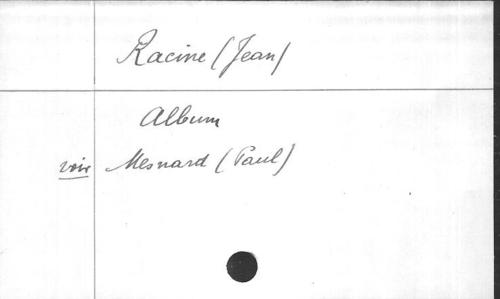 Racine (Jean)
Album
voir Mesnard (Paul)